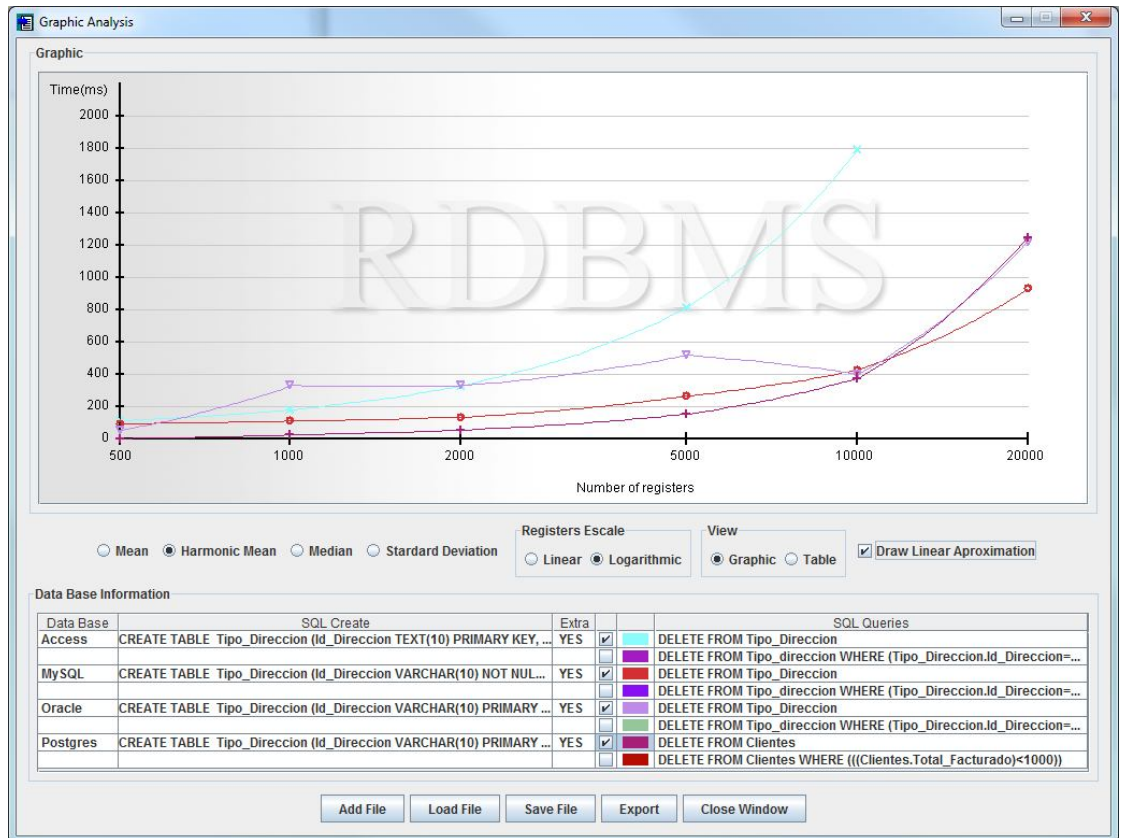 Graphic Analysis
Graphic
Time(ms)
2000
1800
1600
1400
1200
1000
800
600
400
200
0
500 1000 2000 5000 10000 20000
Number of registers
RDBMS
Mean Harmonic Mean Median Stardard Deviation
Registers Escale
Linear Logarithmic
View
Graphic Table
Draw Linear Aproximation
Data Base Information
Data Base SQL Create Extra SQL Queries
Access CREATE TABLE Tipo_Direccion (Id_Direccion TEXT(10) PRIMARY KEY, ... YES DELETE FROM Tipo_Direccion
DELETE FROM Tipo_direccion WHERE (Tipo_Direccion.Id_Direccion=...
MySQL CREATE TABLE Tipo_Direccion (Id_Direccion VARCHAR(10) NOT NUL... YES DELETE FROM Tipo_Direccion
DELETE FROM Tipo_direccion WHERE (Tipo_Direccion.Id_Direccion=...
Oracle CREATE TABLE Tipo_Direccion (Id_Direccion VARCHAR(10) PRIMARY ... YES DELETE FROM Tipo_Direccion
DELETE FROM Tipo_direccion WHERE (Tipo_Direccion.Id_Direccion=...
Postgres CREATE TABLE Tipo_Direccion (Id_Direccion VARCHAR(10) PRIMARY ... YES DELETE FROM Clientes
DELETE FROM Clientes WHERE (((Clientes.Total_Facturado)<1000))
Add File Load File Save File Export Close Window